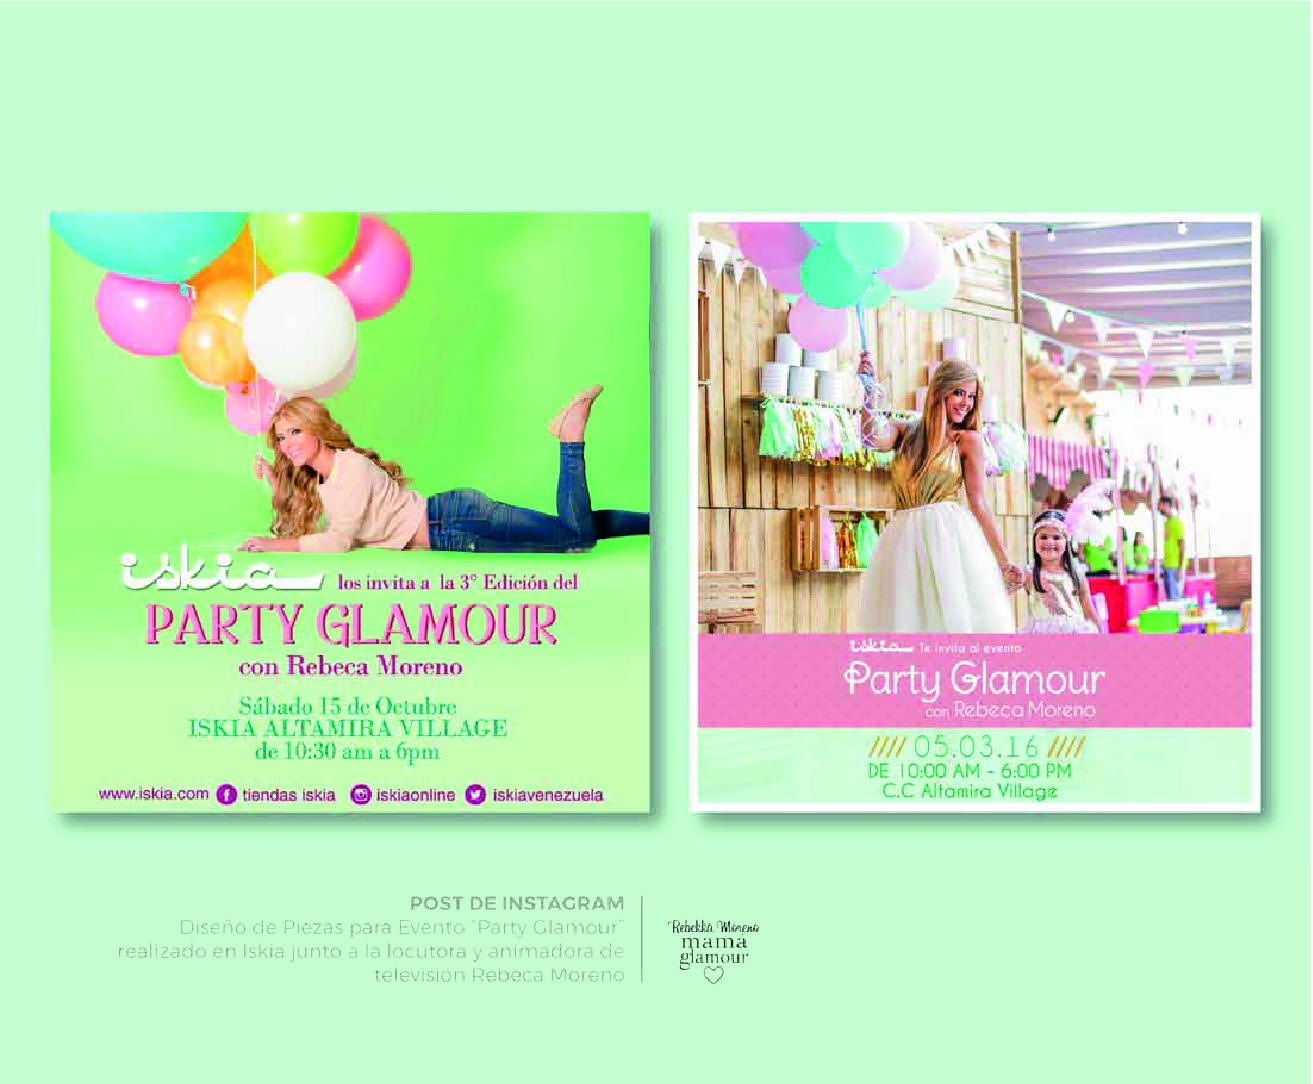 iskia los invita a la 3° Edición del
PARTY GLAMOUR
con Rebeca Moreno
Sábado 15 de Octubre
ISKIA ALTAMIRA VILLAGE
de 10:30 am a 6pm
www.iskia.com tiendas iskia iskiaonline iskiavenezuela
iskia Te invita al evento
Party Glamour
con Rebeca Moreno
//// 05.03.16 ////
DE 10:00 AM - 6:00 PM
C.C Altamira Village
POST DE INSTAGRAM
Diseño de Piezas para Evento "Party Glamour"
realizado en Iskia junto a la locutora y animadora de
television Rebeca Moreno
Rebekka Moreno
mama
glamour